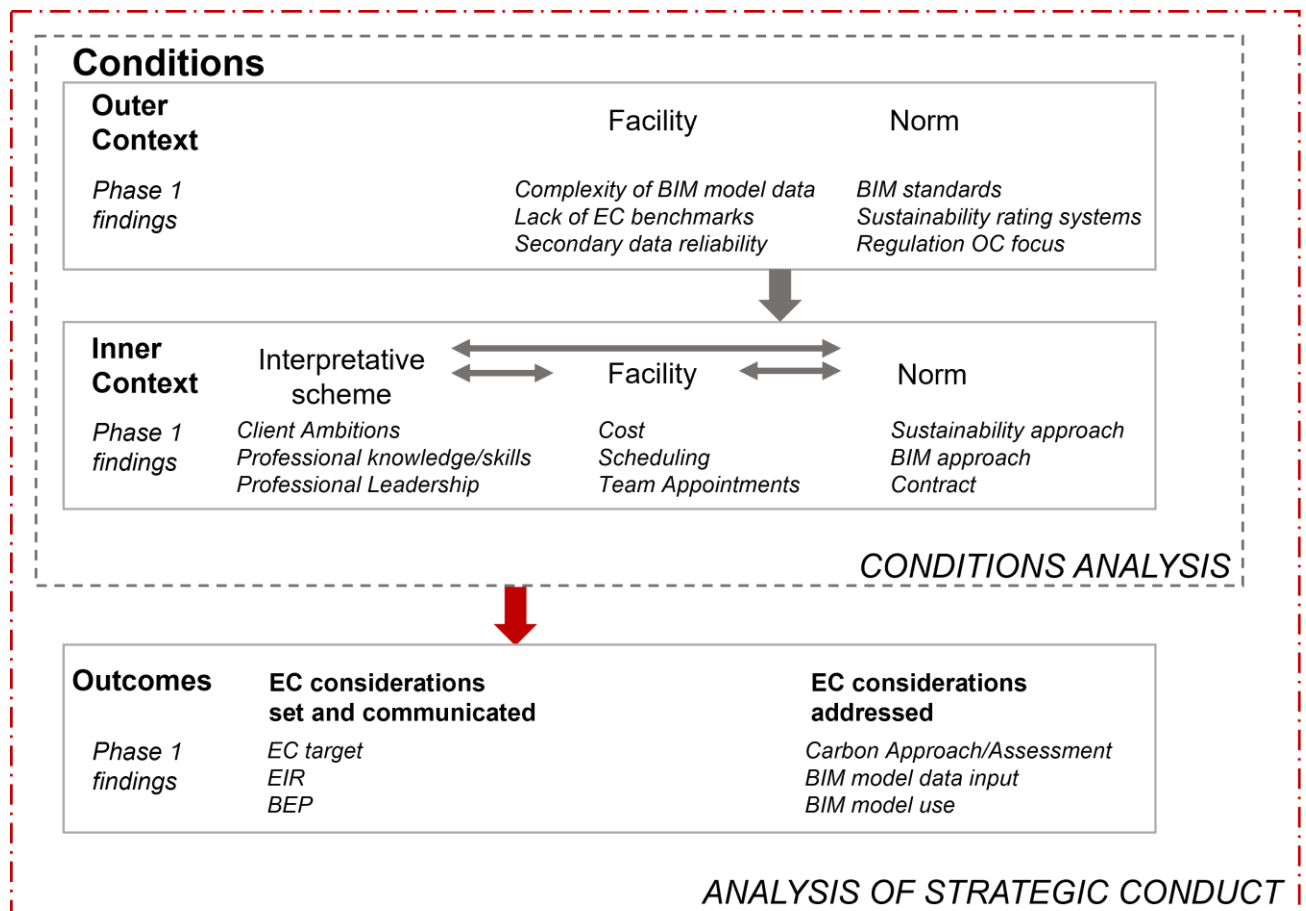 Conditions
Outer
Context
Facility
Norm
Phase 1
findings
Complexity of BIM model data
Lack of EC benchmarks
Secondary data reliability
BIM standards
Sustainability rating systems
Regulation OC focus
Inner
Context
Interpretative
scheme
Facility
Norm
Phase 1
findings
Client Ambitions
Professional knowledge/skills
Professional Leadership
Cost
Scheduling
Team Appointments
Sustainability approach
BIM approach
Contract
CONDITIONS ANALYSIS
Outcomes
EC considerations
set and communicated
EC considerations
addressed
Phase 1
findings
EC target
EIR
BEP
Carbon Approach/Assessment
BIM model data input
BIM model use
ANALYSIS OF STRATEGIC CONDUCT